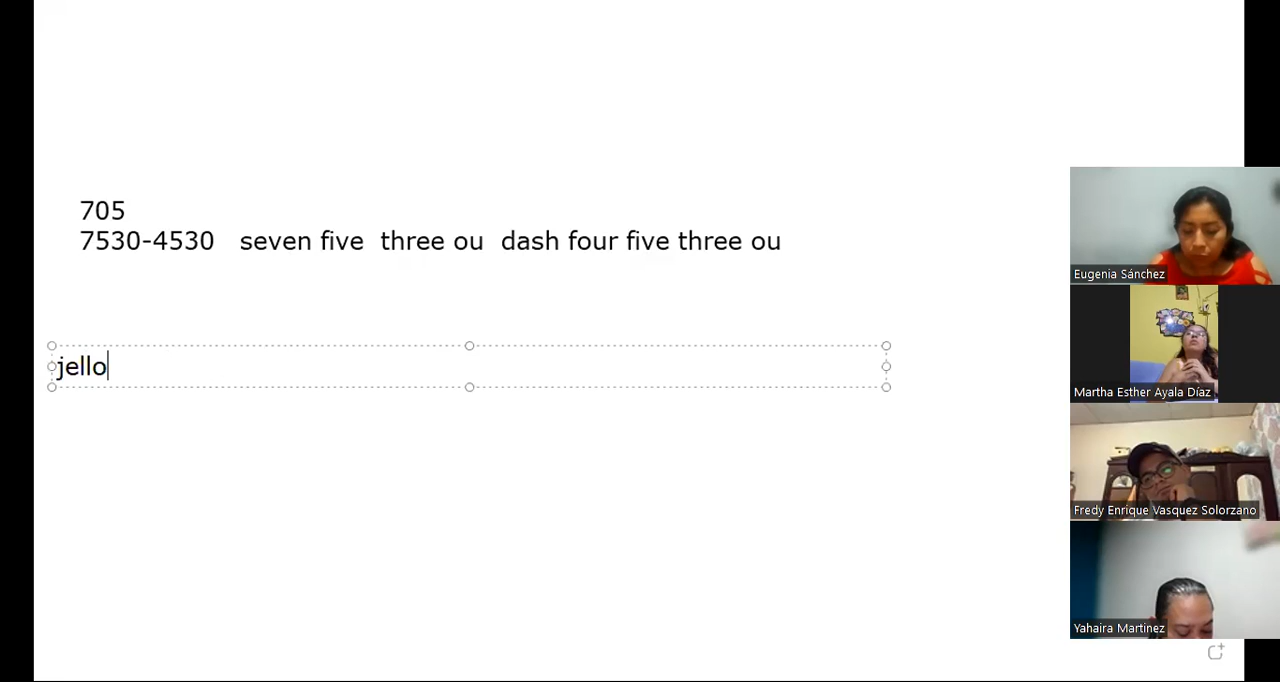 705
7530-4530 seven five three ou dash four five three ou
jello
Eugenia Sánchez
Martha Esther Ayala Díaz
Fredy Enrique Vasquez Solorzano
Yahaira Martinez